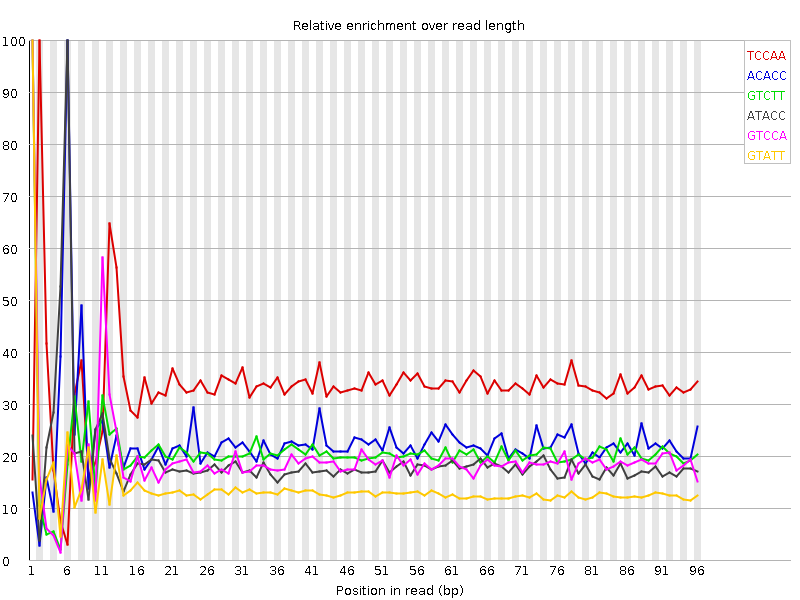 Relative enrichment over read length
100
90
80
70
60
50
40
30
20
10
0
TCCAA
ACACC
GTCTT
ATACC
GTCCA
GTATT
1 6 11 16 21 26 31 36 41 46 51 56 61 66 71 76 81 86 91 96
Position in read (bp)